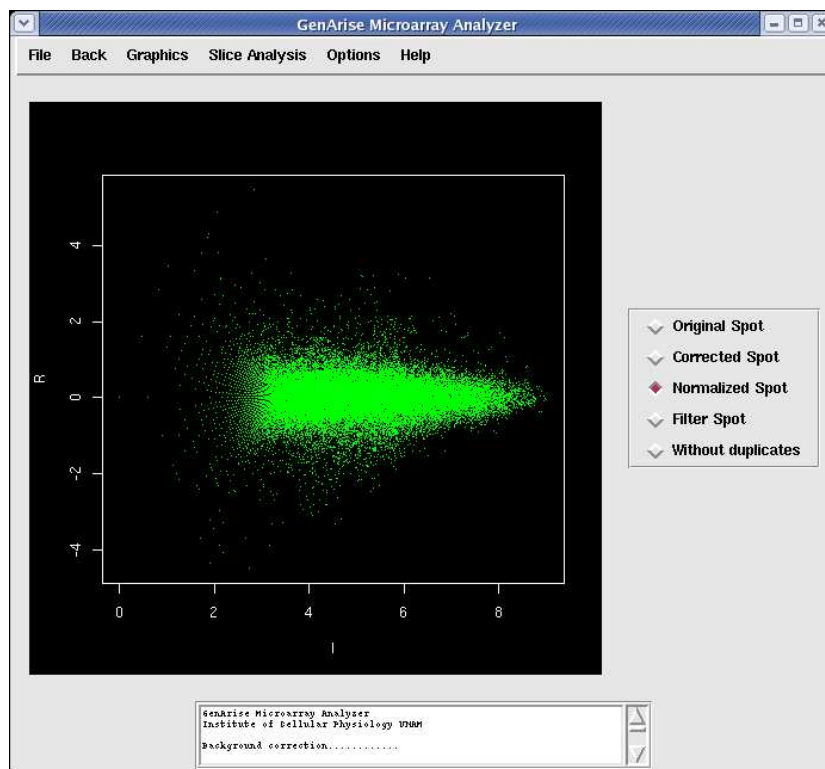 GenArise Microarray Analyzer
File Back Graphics Slice Analysis Options Help
R
4
2
0
-2
-4
0 2 4 6 8
I
Original Spot
Corrected Spot
Normalized Spot
Filter Spot
Without duplicates
GenArise Microarray Analyzer
Institute of Cellular Physiology UNAM
Background correction............